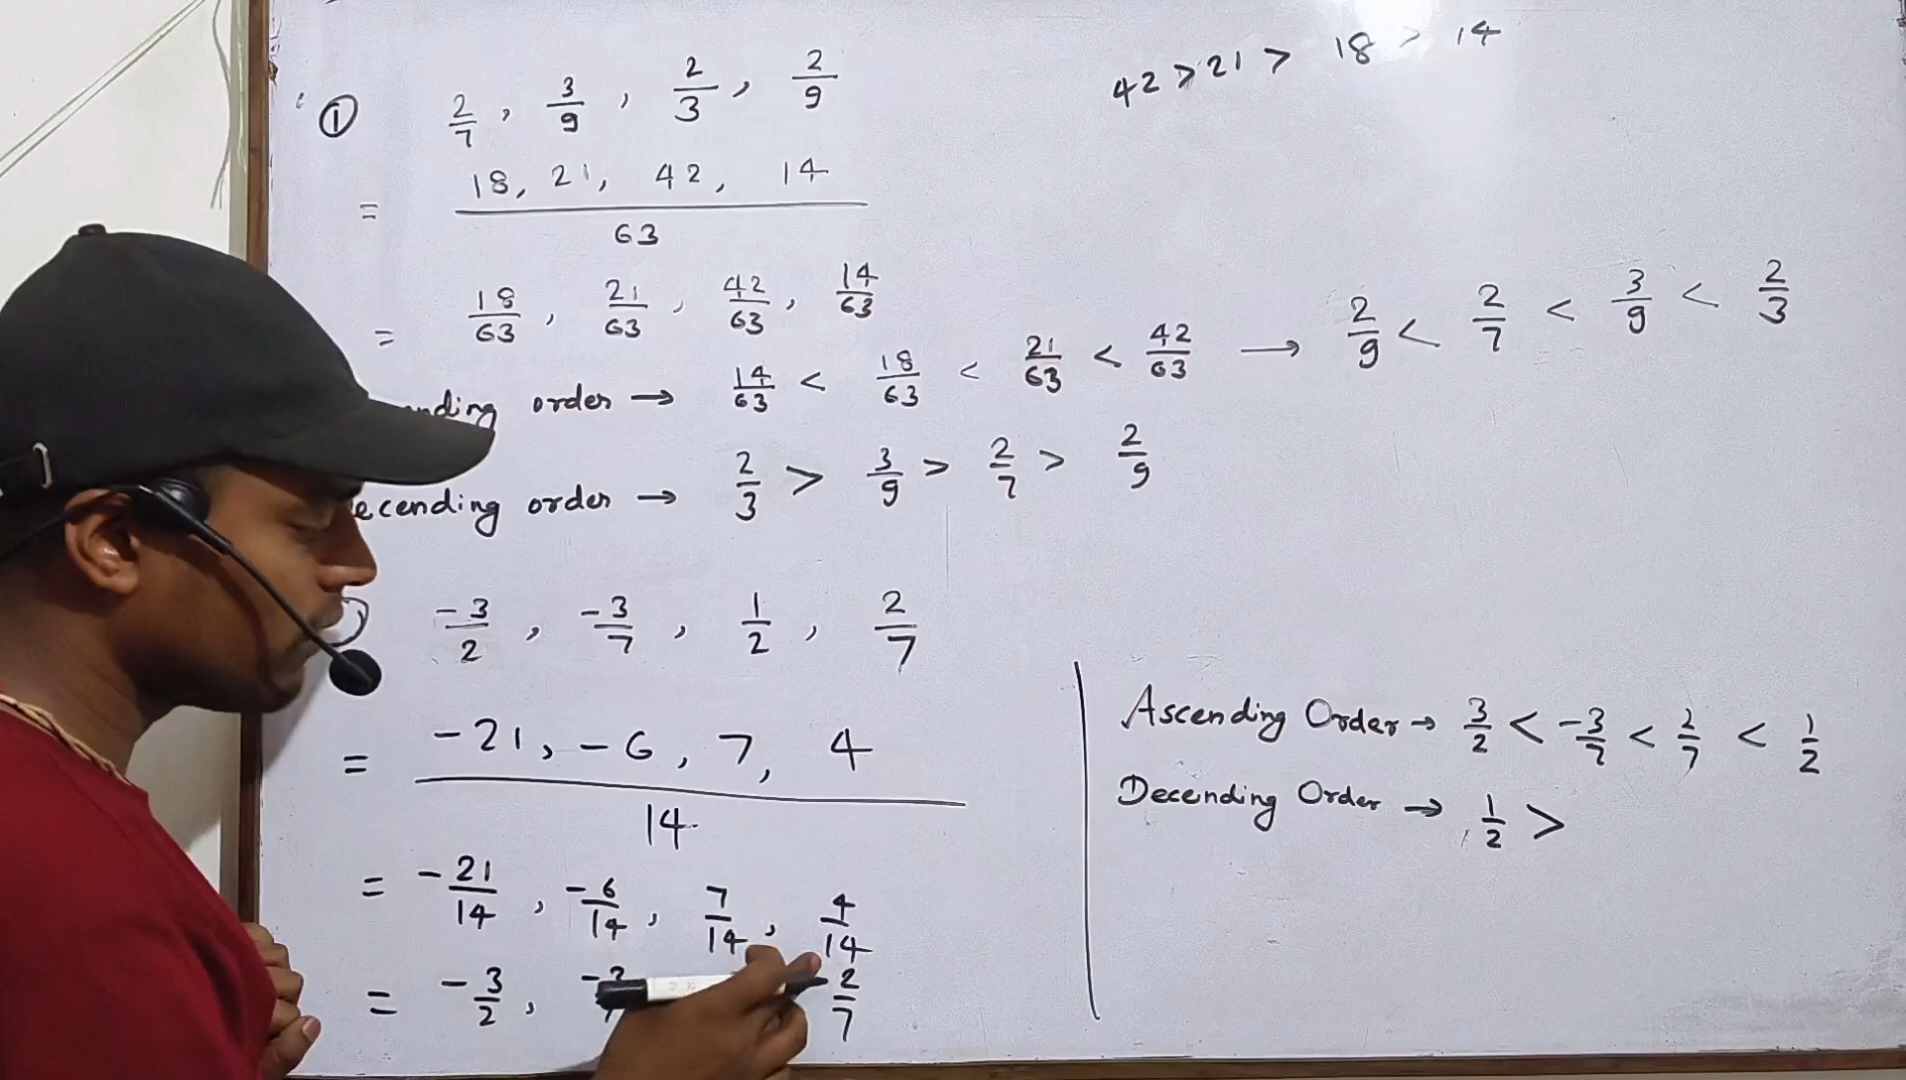 ① 2/7, 3/9, 2/3, 2/9
42 > 21 > 18 > 14
= 18, 21, 42, 14 / 63
= 18/63, 21/63, 42/63, 14/63
nding order → 14/63 < 18/63 < 21/63 < 42/63 → 2/9 < 2/7 < 3/9 < 2/3
ecending order → 2/3 > 3/9 > 2/7 > 2/9
-3/2, -3/7, 1/2, 2/7
= -21, -6, 7, 4 / 14
= -21/14, -6/14, 7/14, 4/14
= -3/2, 2/7
Ascending Order → 3/2 < -3/7 < 2/7 < 1/2
Decending Order → 1/2 >